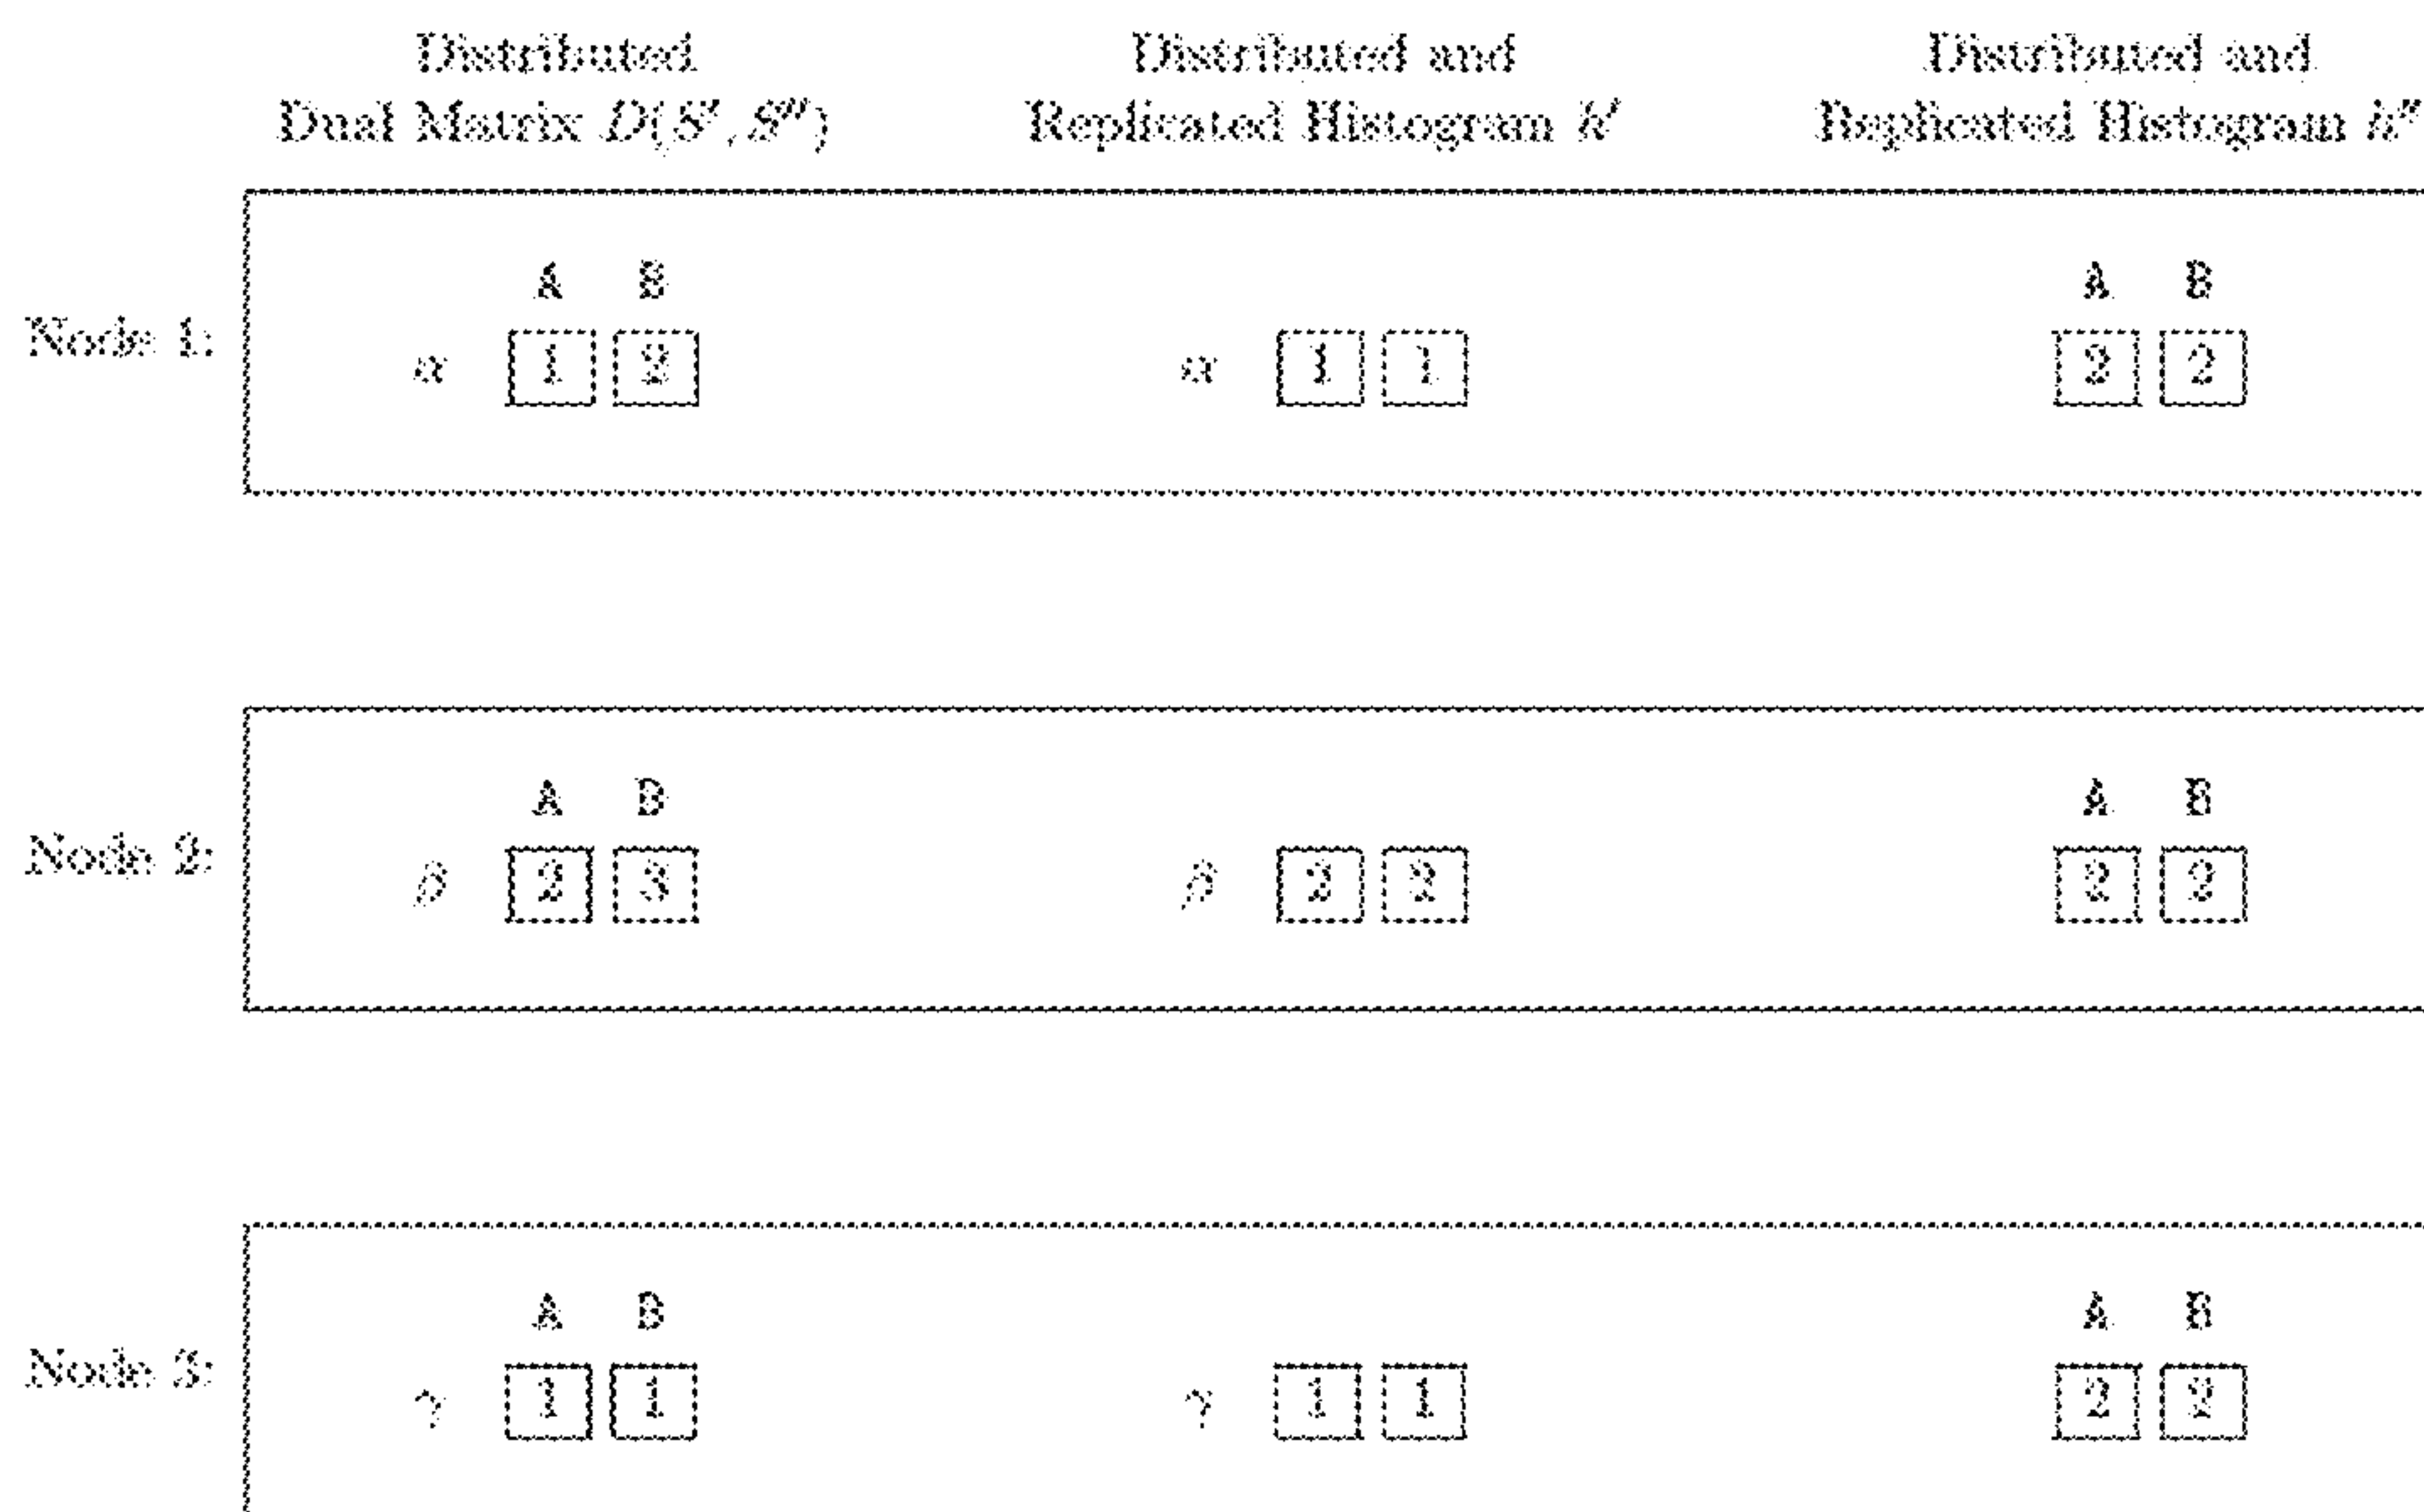 Distributed
Dual Matrix D(S′, S″)
Distributed and
Replicated Histogram h′
Distributed and
Replicated Histogram h″
Node 1:
A B
α 1 2
α 1 1
A B
2 2
Node 2:
A B
β 2 3
β 2 2
A B
2 2
Node 3:
A B
γ 1 1
γ 1 1
A B
2 2